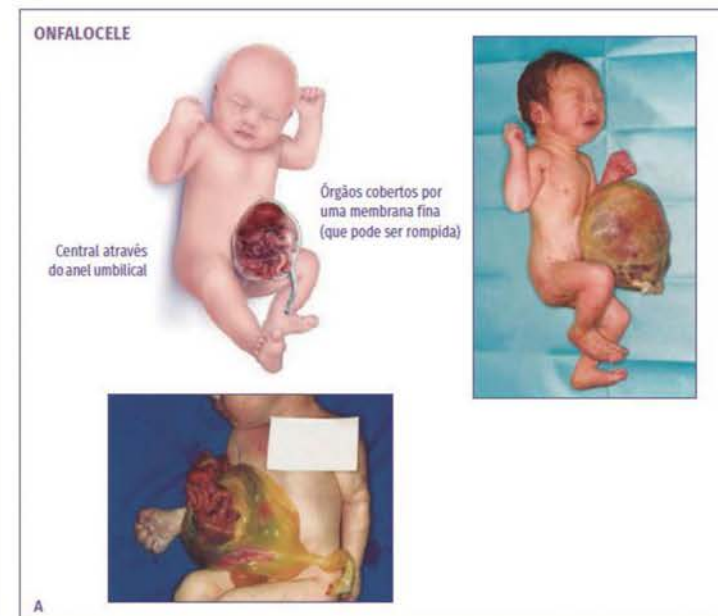 ONFALOCELE
Órgãos cobertos por
uma membrana fina
(que pode ser rompida)
Central através
do anel umbilical
A